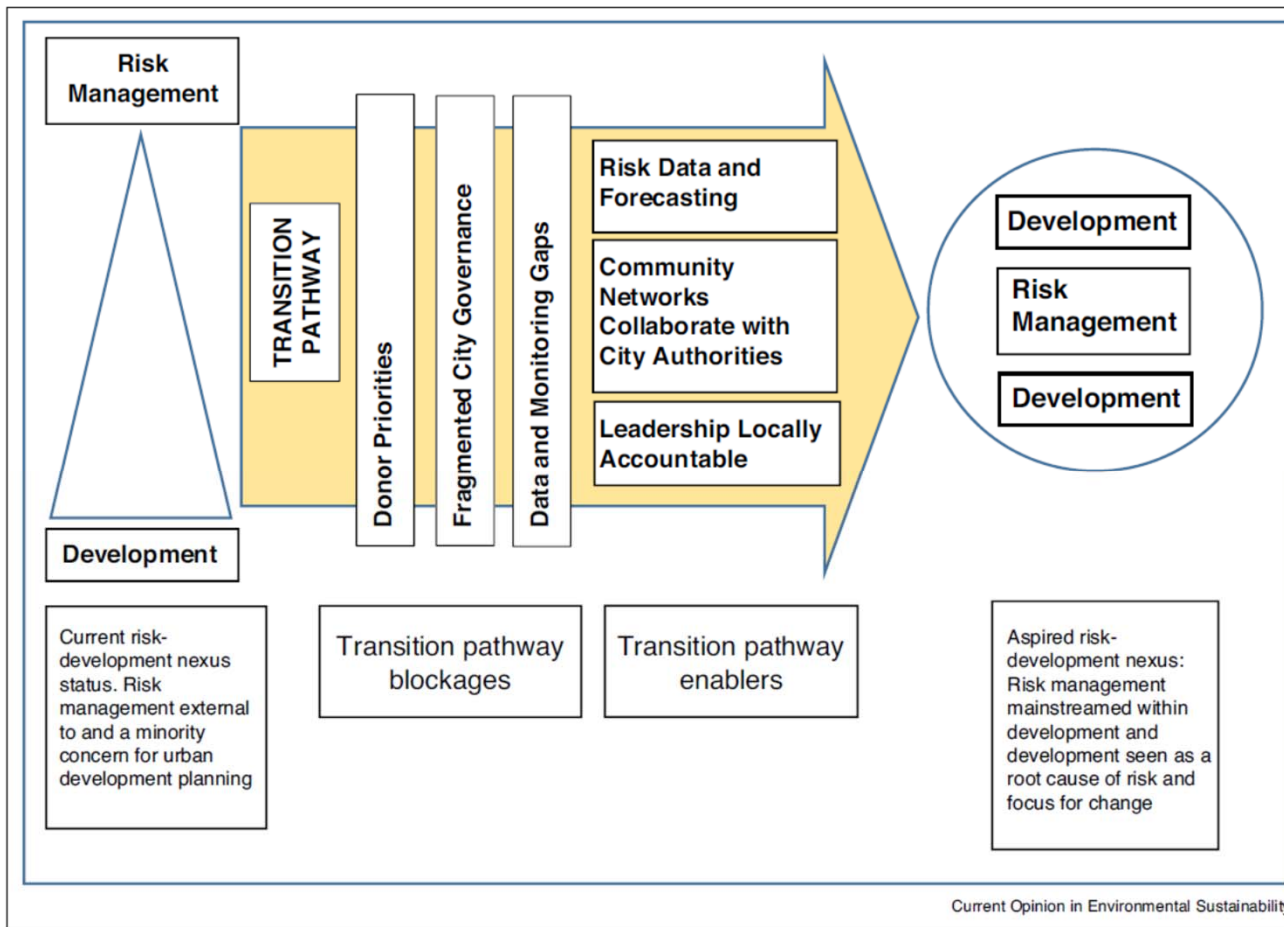 Risk
Management
Development
Current risk-
development nexus
status. Risk
management external
to and a minority
concern for urban
development planning
TRANSITION
PATHWAY
Donor Priorities
Fragmented City Governance
Data and Monitoring Gaps
Transition pathway
blockages
Risk Data and
Forecasting
Community
Networks
Collaborate with
City Authorities
Leadership Locally
Accountable
Transition pathway
enablers
Development
Risk
Management
Development
Aspired risk-
development nexus:
Risk management
mainstreamed within
development and
development seen as a
root cause of risk and
focus for change
Current Opinion in Environmental Sustainability